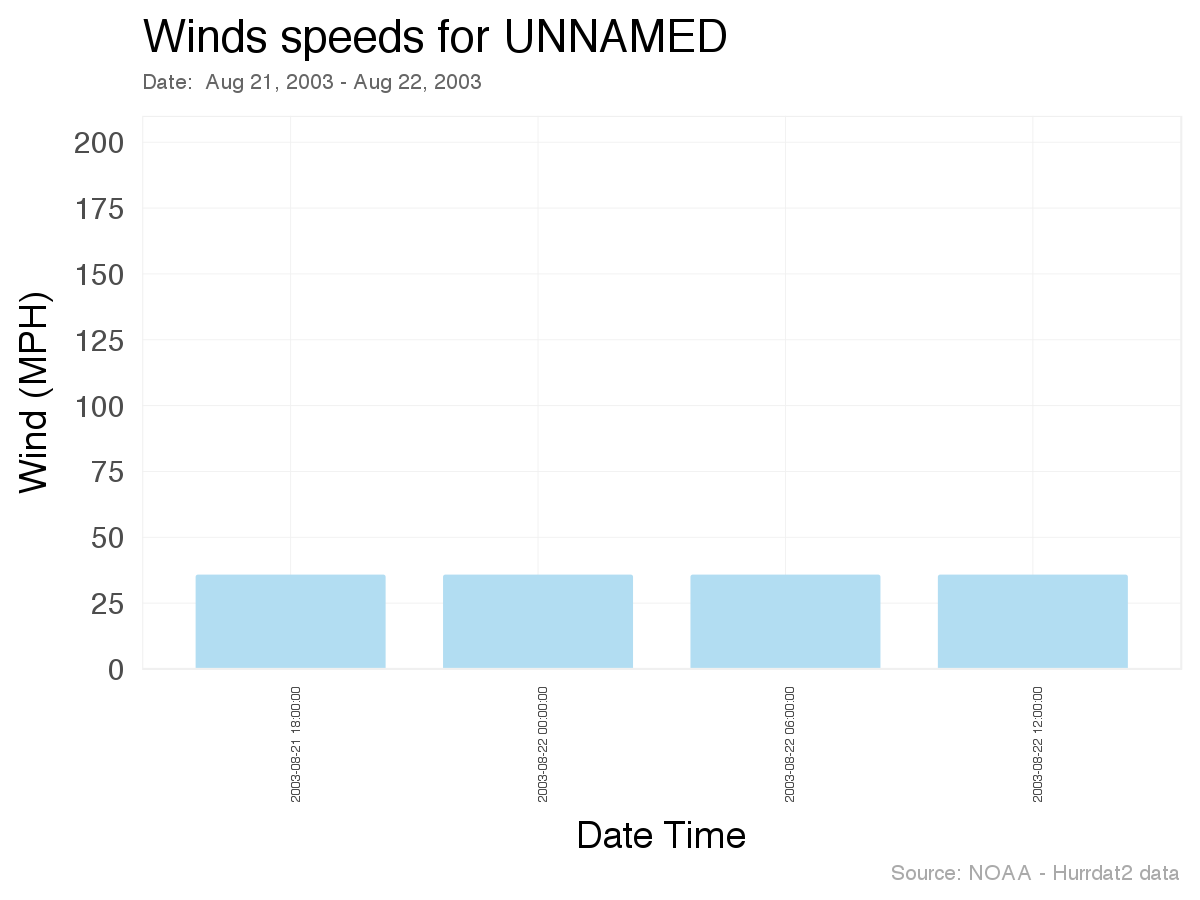 Winds speeds for UNNAMED
Date:  Aug 21, 2003 - Aug 22, 2003
Wind (MPH)
200
175
150
125
100
75
50
25
0
2003-08-21 18:00:00
2003-08-22 00:00:00
2003-08-22 06:00:00
2003-08-22 12:00:00
Date Time
Source: NOAA - Hurrdat2 data